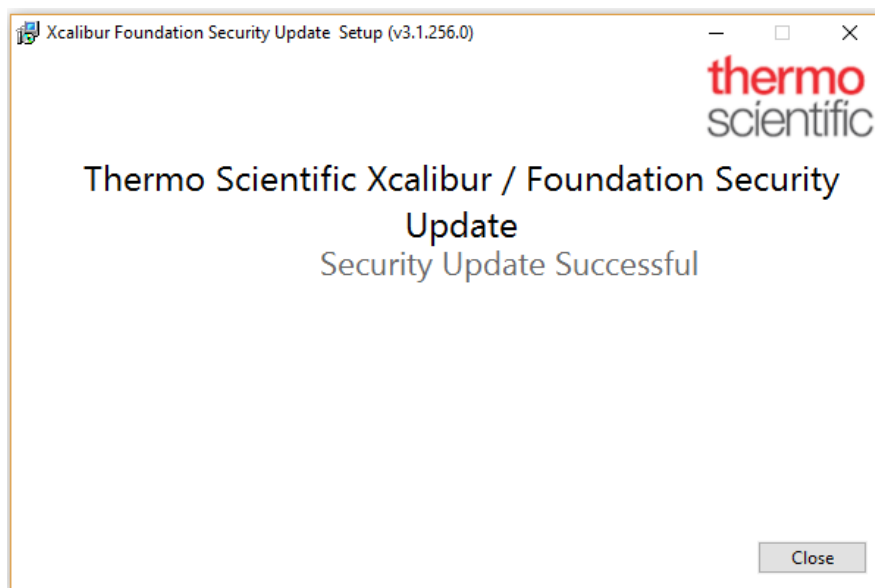 Xcalibur Foundation Security Update Setup (v3.1.256.0)
thermo
scientific
Thermo Scientific Xcalibur / Foundation Security
Update
Security Update Successful
Close